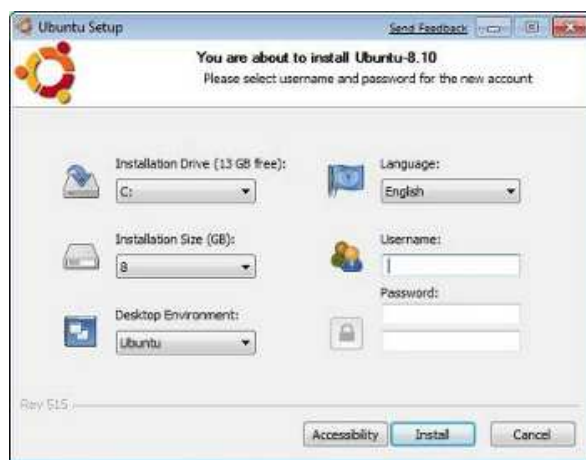 Ubuntu Setup
Send Feedback
You are about to install Ubuntu-8.10
Please select username and password for the new account
Installation Drive (13 GB free):
C:
Language:
English
Installation Size (GB):
8
Username:
Desktop Environment:
Ubuntu
Password:
Rev 515
Accessibility
Install
Cancel